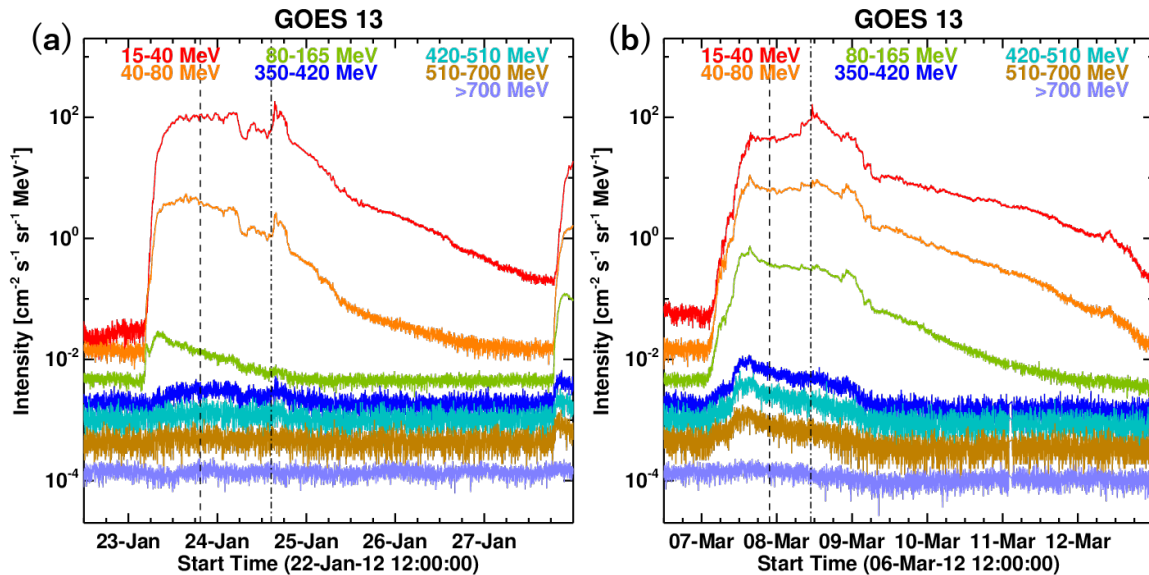 GOES 13
(a)
15-40 MeV 80-165 MeV 420-510 MeV
40-80 MeV 350-420 MeV 510-700 MeV
>700 MeV
Intensity [cm⁻² s⁻¹ sr⁻¹ MeV⁻¹]
10²
10⁰
10⁻²
10⁻⁴
23-Jan 24-Jan 25-Jan 26-Jan 27-Jan
Start Time (22-Jan-12 12:00:00)
GOES 13
(b)
15-40 MeV 80-165 MeV 420-510 MeV
40-80 MeV 350-420 MeV 510-700 MeV
>700 MeV
Intensity [cm⁻² s⁻¹ sr⁻¹ MeV⁻¹]
10²
10⁰
10⁻²
10⁻⁴
07-Mar 08-Mar 09-Mar 10-Mar 11-Mar 12-Mar
Start Time (06-Mar-12 12:00:00)